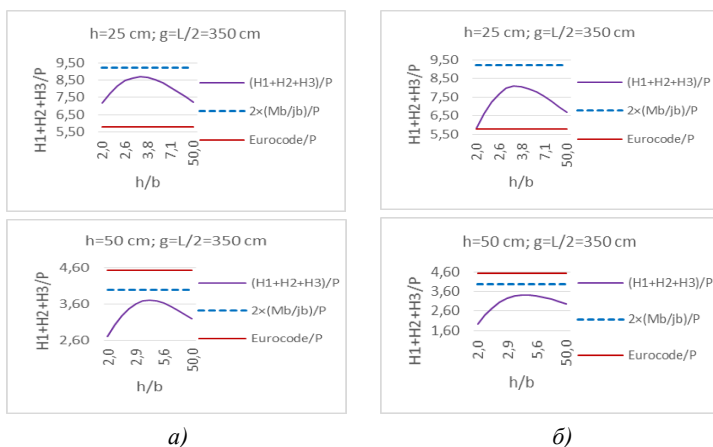 h=25 cm; g=L/2=350 cm
H1+H2+H3/P
9,50
8,50
7,50
6,50
5,50
2,0
2,6
3,8
7,1
50,0
h/b
(H1+H2+H3)/P
2×(Mb/jb)/P
Eurocode/P
h=25 cm; g=L/2=350 cm
H1+H2+H3/P
9,50
8,50
7,50
6,50
5,50
2,0
2,6
3,8
7,1
50,0
h/b
(H1+H2+H3)/P
2×(Mb/jb)/P
Eurocode/P
h=50 cm; g=L/2=350 cm
H1+H2+H3/P
4,60
3,60
2,60
2,0
2,9
5,6
50,0
h/b
(H1+H2+H3)/P
2×(Mb/jb)/P
Eurocode/P
h=50 cm; g=L/2=350 cm
H1+H2+H3/P
4,60
3,60
2,60
1,60
2,0
2,9
5,6
50,0
h/b
(H1+H2+H3)/P
2×(Mb/jb)/P
Eurocode/P
а)
б)